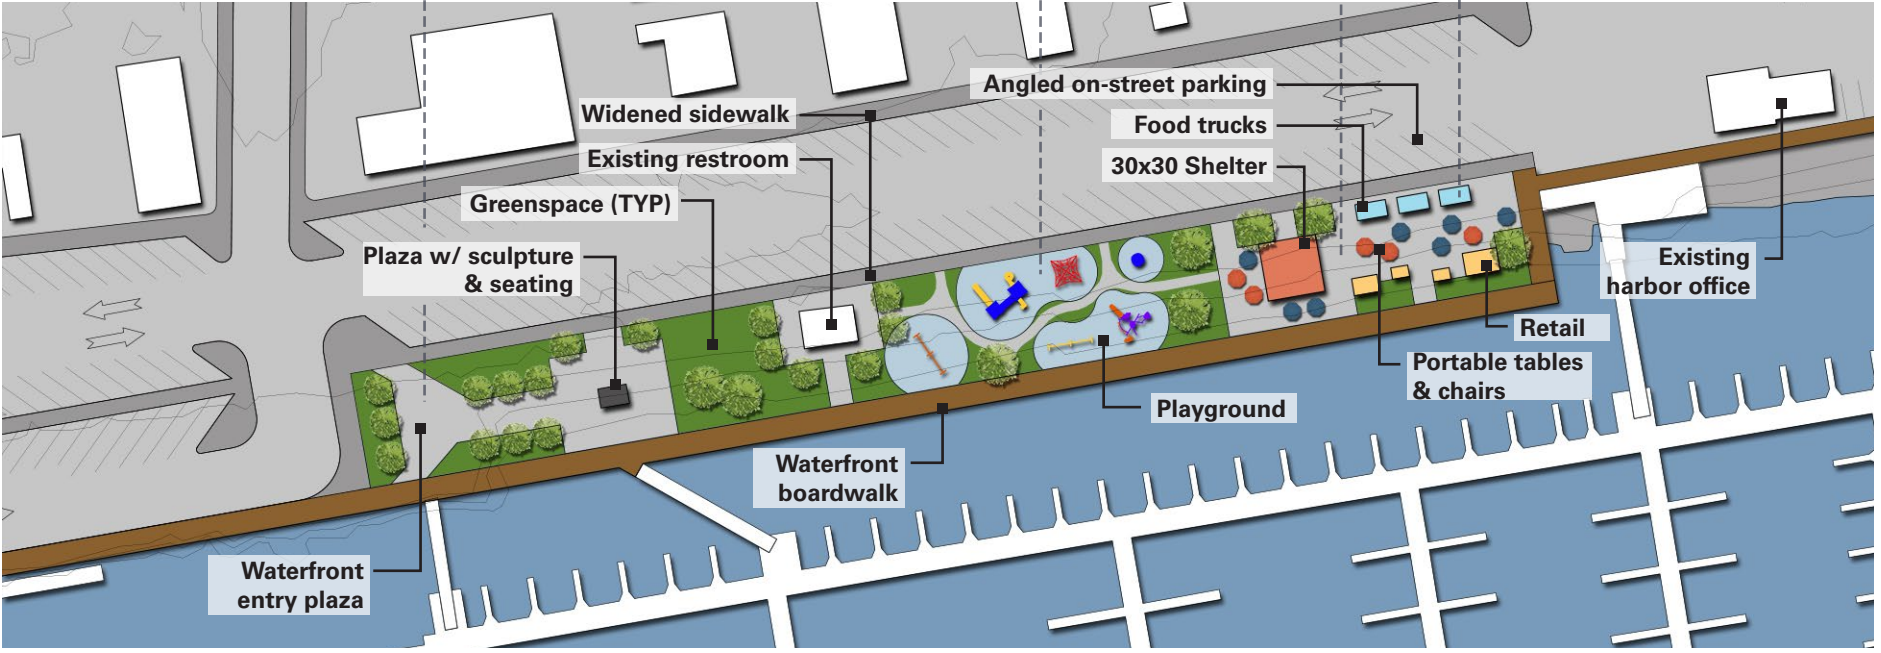 Angled on-street parking
Widened sidewalk
Food trucks
Existing restroom
30x30 Shelter
Greenspace (TYP)
Plaza w/ sculpture
& seating
Existing
harbor office
Retail
Portable tables
& chairs
Playground
Waterfront
boardwalk
Waterfront
entry plaza